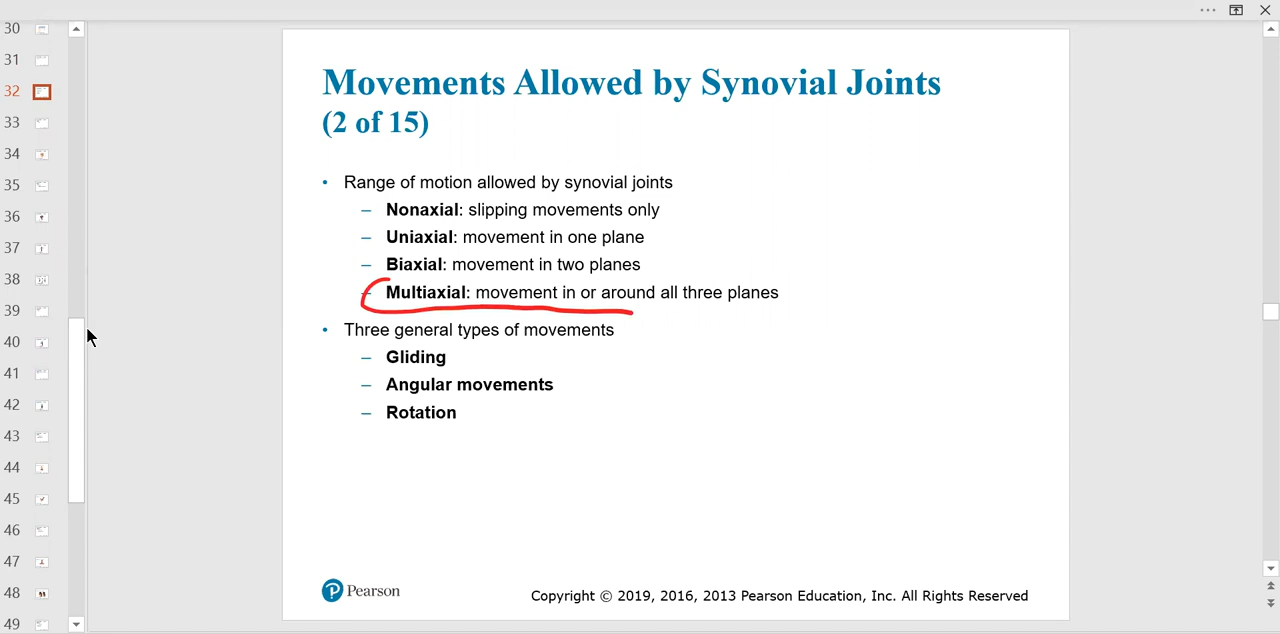 30
31
32
33
34
35
36
37
38
39
40
41
42
43
44
45
46
47
48
49
Movements Allowed by Synovial Joints
(2 of 15)
• Range of motion allowed by synovial joints
– Nonaxial: slipping movements only
– Uniaxial: movement in one plane
– Biaxial: movement in two planes
– Multiaxial: movement in or around all three planes
• Three general types of movements
– Gliding
– Angular movements
– Rotation
P Pearson
Copyright © 2019, 2016, 2013 Pearson Education, Inc. All Rights Reserved